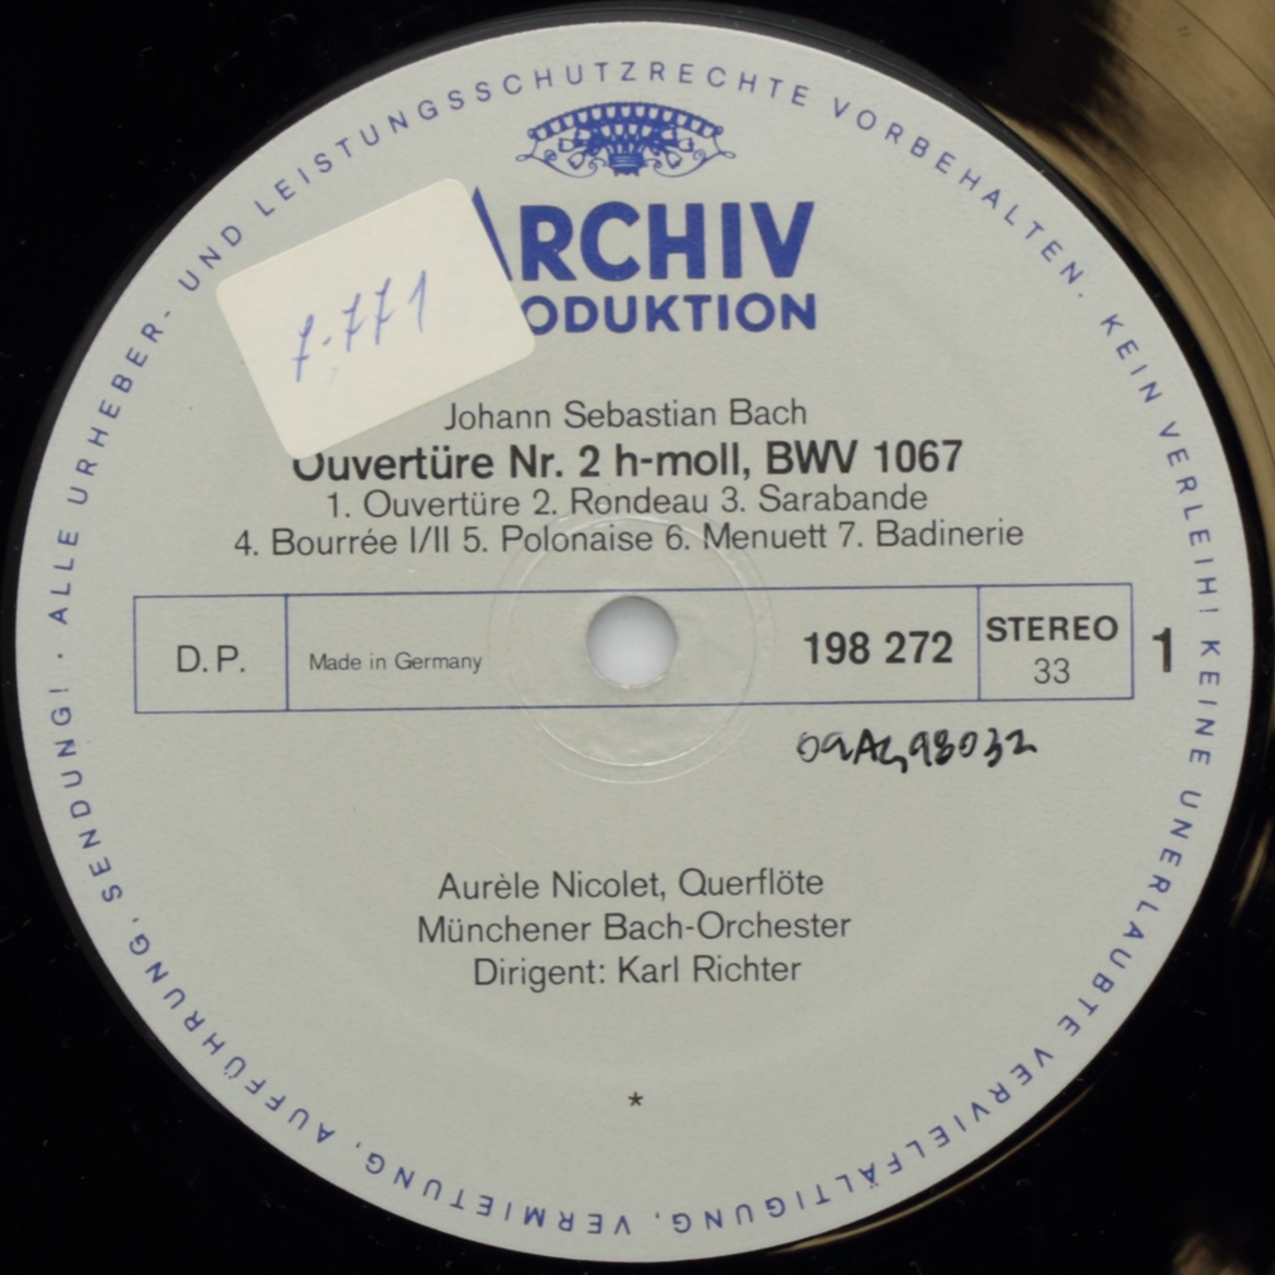 ALLE URHEBER- UND LEISTUNGSSCHUTZRECHTE VORBEHALTEN. KEIN VERLEIH! KEINE UNERLAUBTE VERVIELFÄLTIGUNG, VERMIETUNG, AUFFÜHRUNG, SENDUNG! ·
ARCHIV
ODUKTION
7-771
Johann Sebastian Bach
Ouvertüre Nr. 2 h-moll, BWV 1067
1. Ouvertüre 2. Rondeau 3. Sarabande
4. Bourrée I/II 5. Polonaise 6. Menuett 7. Badinerie
D. P.
Made in Germany
198 272
STEREO
33
1
Aurèle Nicolet, Querflöte
Münchener Bach-Orchester
Dirigent: Karl Richter
*